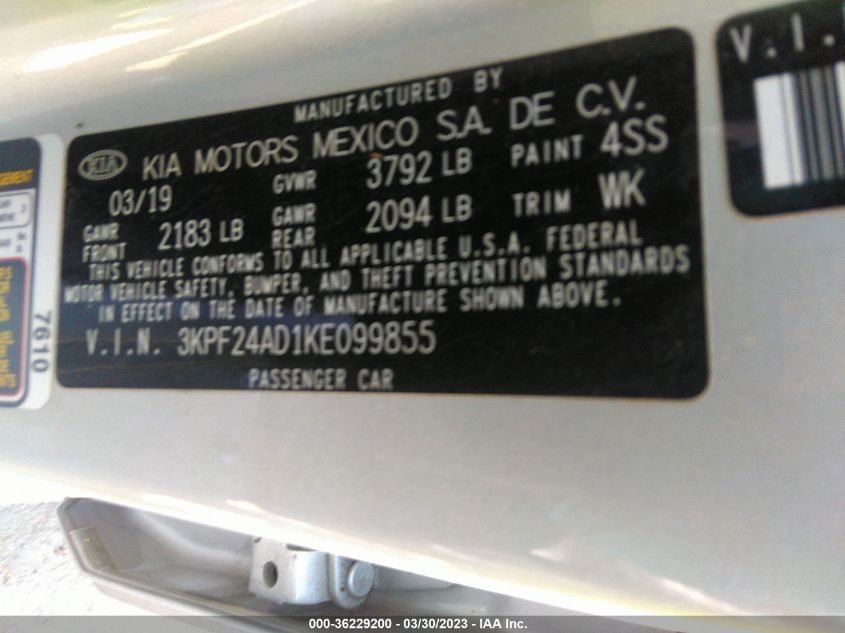 MANUFACTURED BY
KIA KIA MOTORS MEXICO S.A. DE C.V.
03/19 GVWR 3792 LB PAINT 4SS
GAWR FRONT 2183 LB GAWR REAR 2094 LB TRIM WK
THIS VEHICLE CONFORMS TO ALL APPLICABLE U.S.A. FEDERAL
MOTOR VEHICLE SAFETY, BUMPER, AND THEFT PREVENTION STANDARDS
IN EFFECT ON THE DATE OF MANUFACTURE SHOWN ABOVE.
V.I.N. 3KPF24AD1KE099855
PASSENGER CAR
7610
V.I.
000-36229200 - 03/30/2023 - IAA Inc.